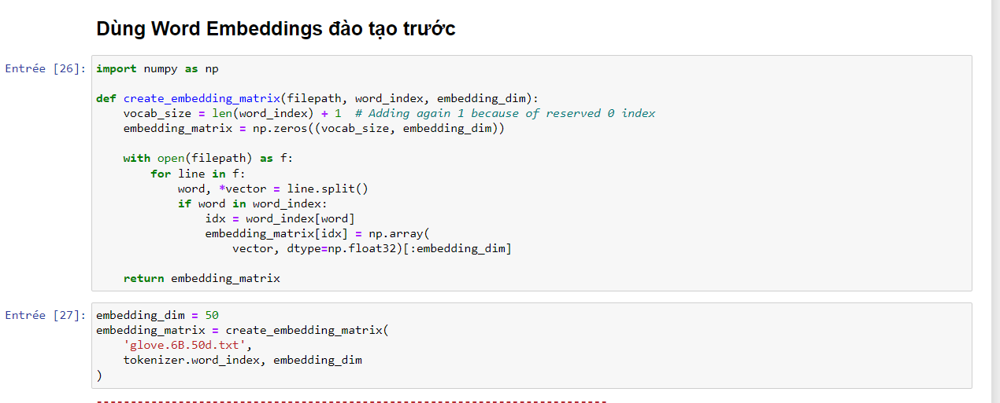 Dùng Word Embeddings đào tạo trước
Entrée [26]:
import numpy as np
def create_embedding_matrix(filepath, word_index, embedding_dim):
    vocab_size = len(word_index) + 1  # Adding again 1 because of reserved 0 index
    embedding_matrix = np.zeros((vocab_size, embedding_dim))
    with open(filepath) as f:
        for line in f:
            word, *vector = line.split()
            if word in word_index:
                idx = word_index[word]
                embedding_matrix[idx] = np.array(
                    vector, dtype=np.float32)[:embedding_dim]
    return embedding_matrix
Entrée [27]:
embedding_dim = 50
embedding_matrix = create_embedding_matrix(
    'glove.6B.50d.txt',
    tokenizer.word_index, embedding_dim
)
---------------------------------------------------------------------------